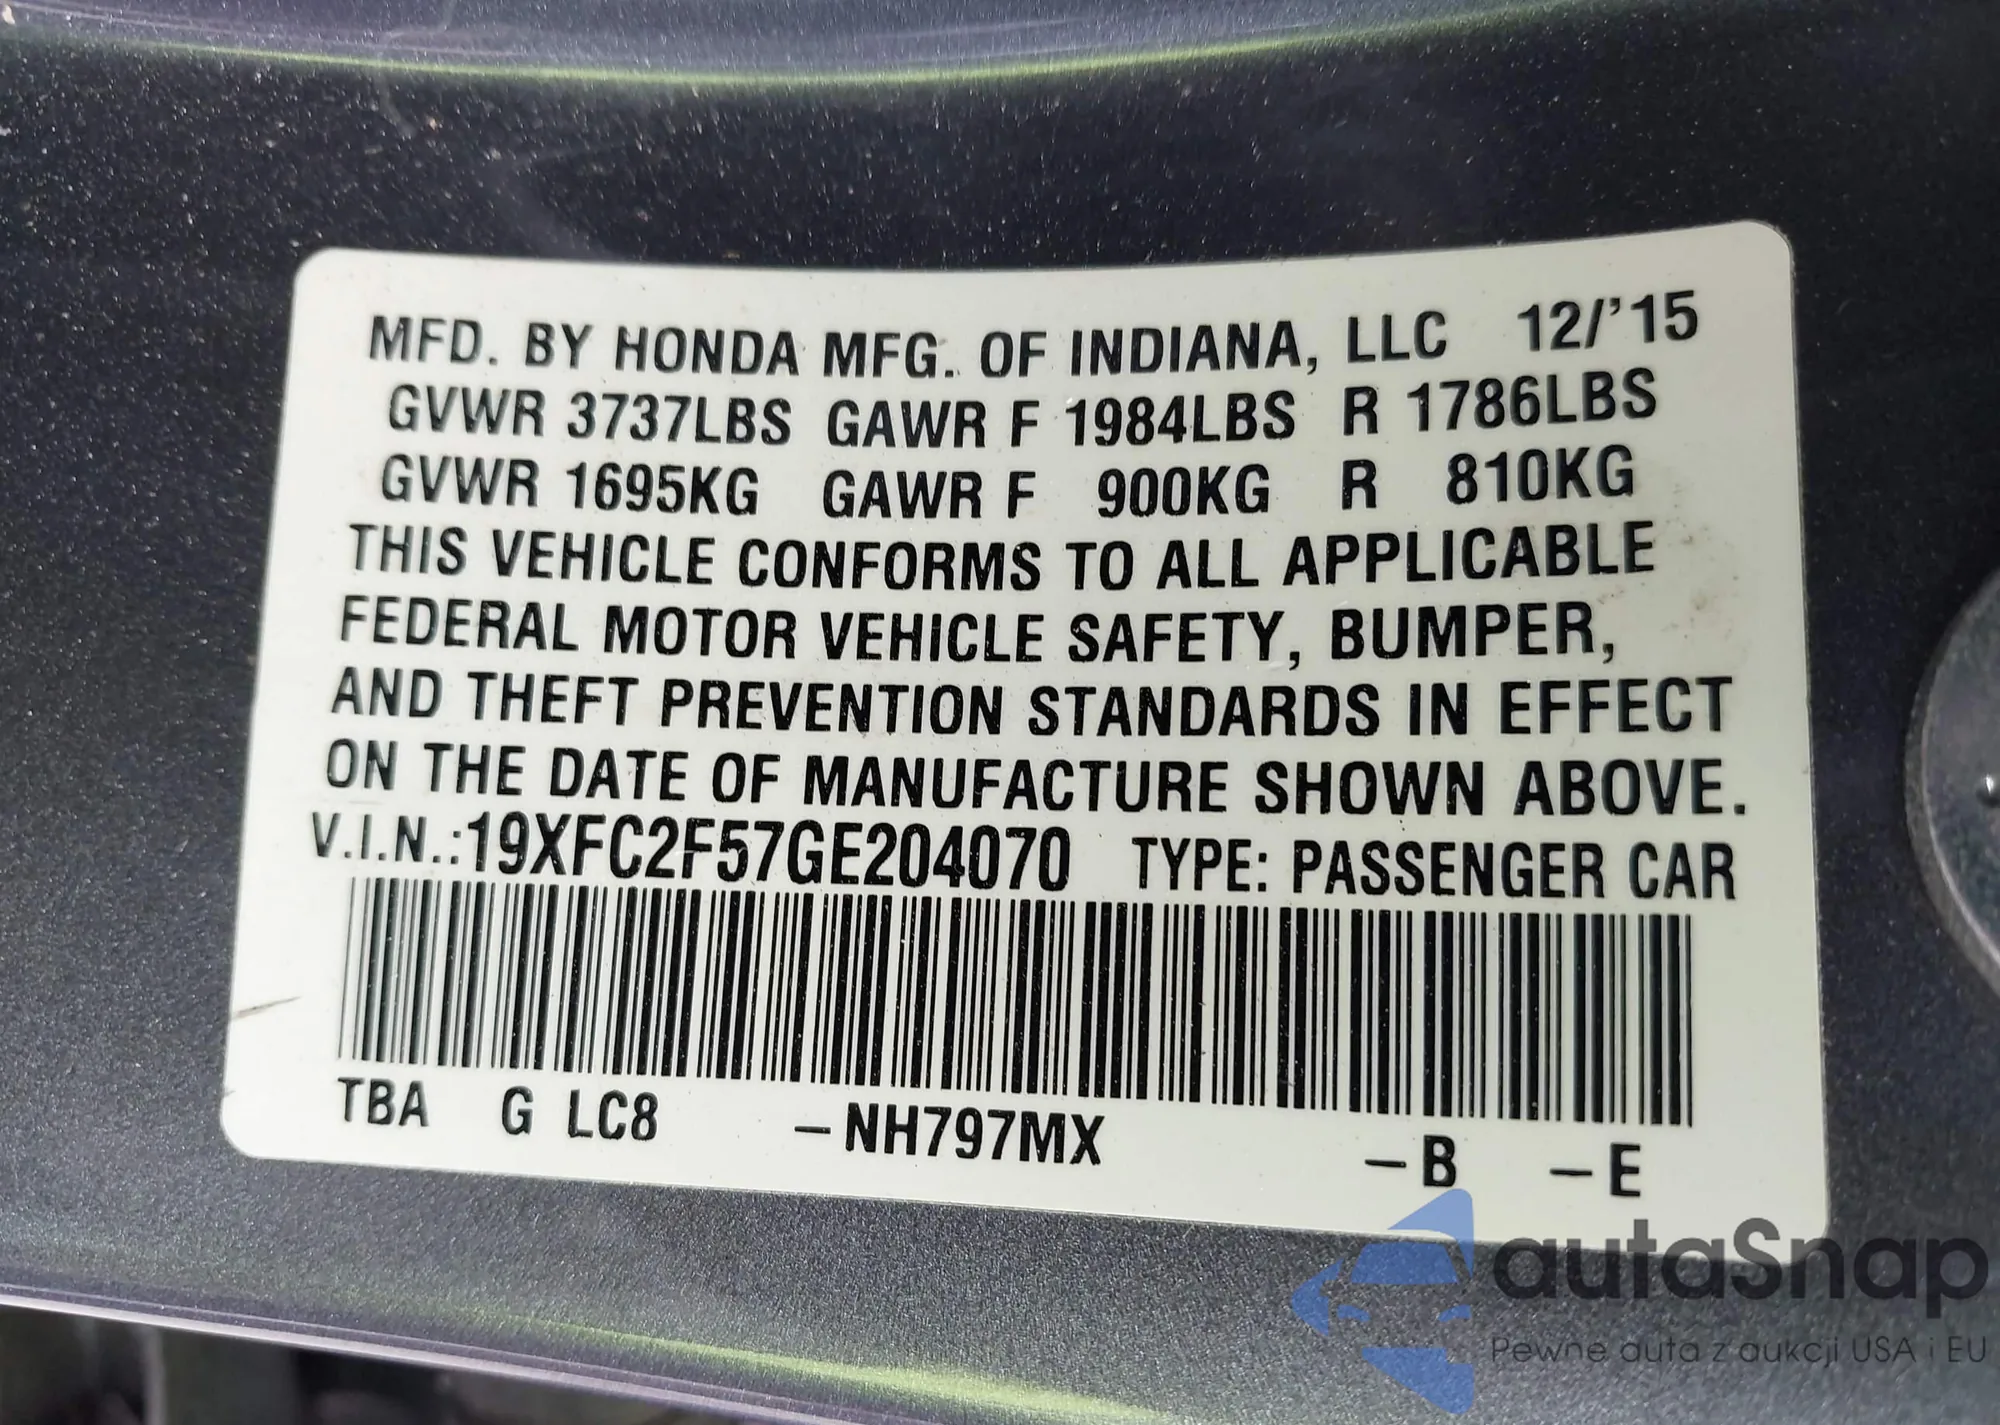 MFD. BY HONDA MFG. OF INDIANA, LLC 12/'15
GVWR 3737LBS GAWR F 1984LBS R 1786LBS
GVWR 1695KG GAWR F 900KG R 810KG
THIS VEHICLE CONFORMS TO ALL APPLICABLE
FEDERAL MOTOR VEHICLE SAFETY, BUMPER,
AND THEFT PREVENTION STANDARDS IN EFFECT
ON THE DATE OF MANUFACTURE SHOWN ABOVE.
V.I.N.:19XFC2F57GE204070 TYPE: PASSENGER CAR
TBA G LC8 -NH797MX -B -E
autaSnap
Pewne auta z aukcji USA i EU